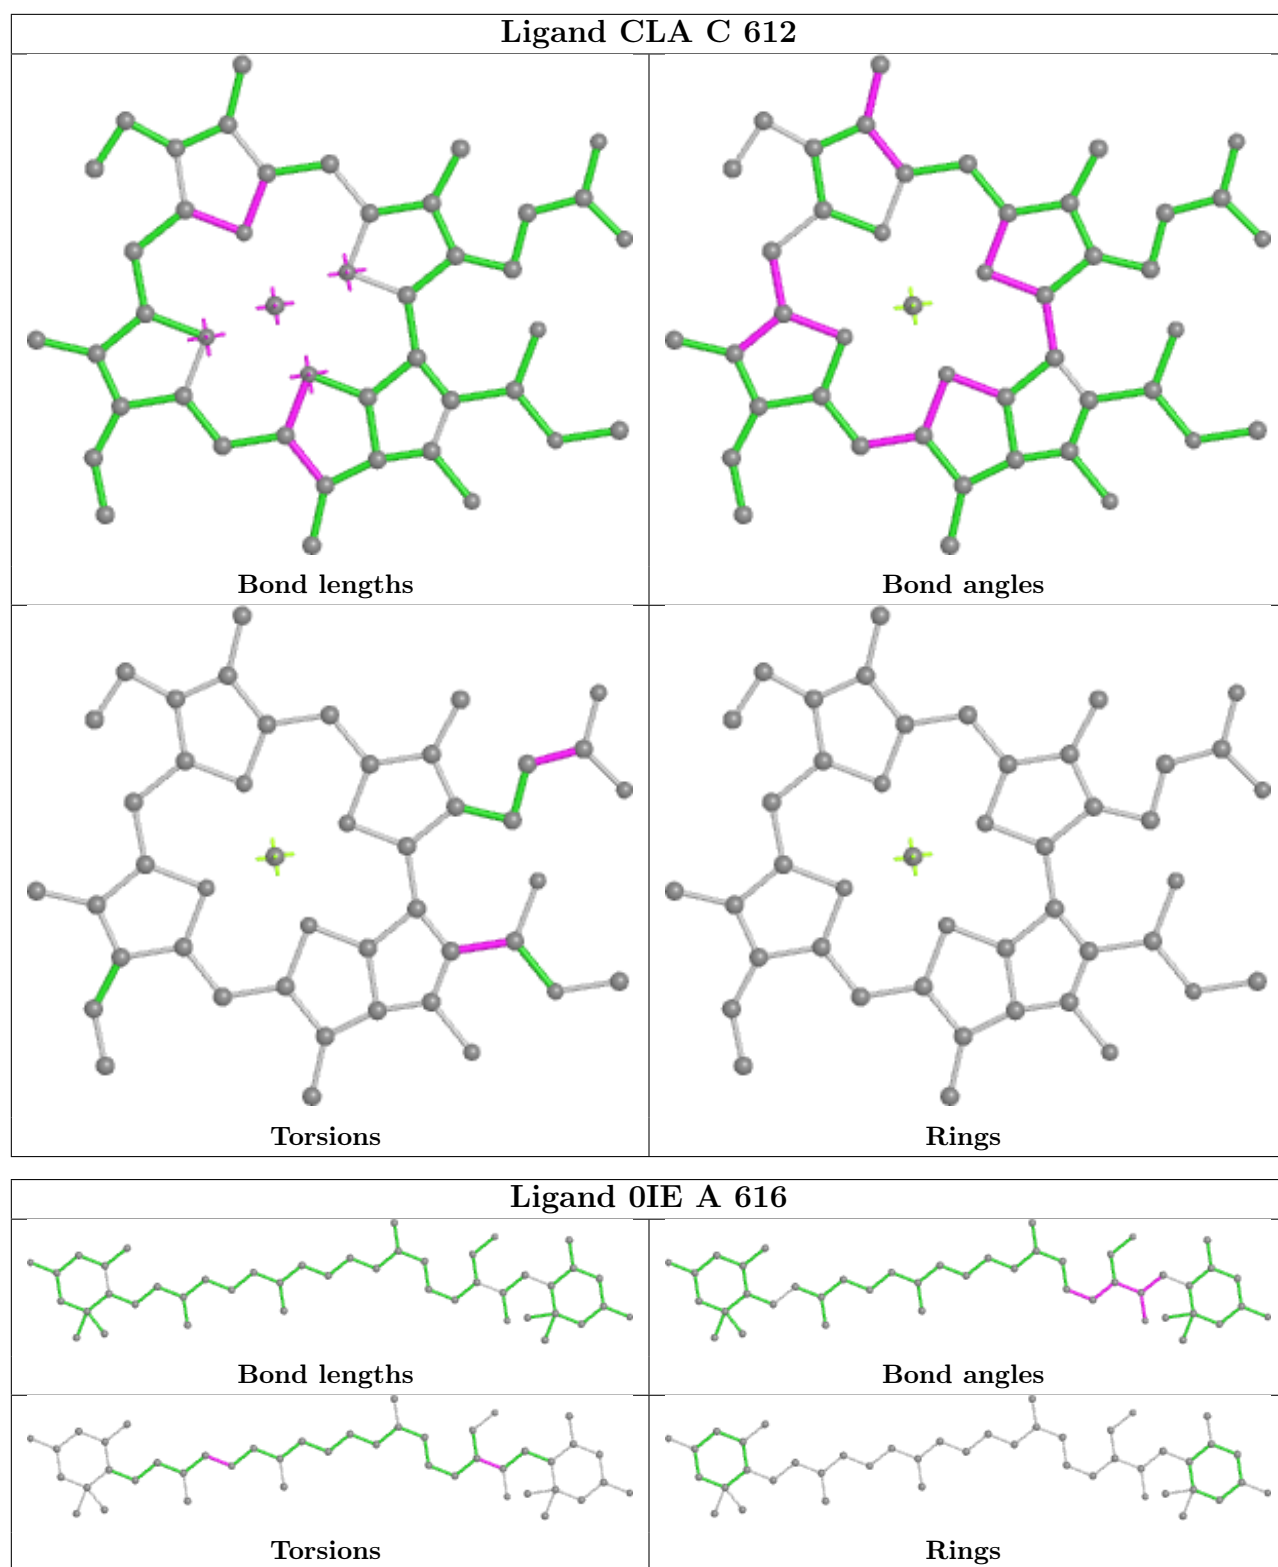 Ligand CLA C 612
Bond lengths
Bond angles
Torsions
Rings
Ligand 0IE A 616
Bond lengths
Bond angles
Torsions
Rings